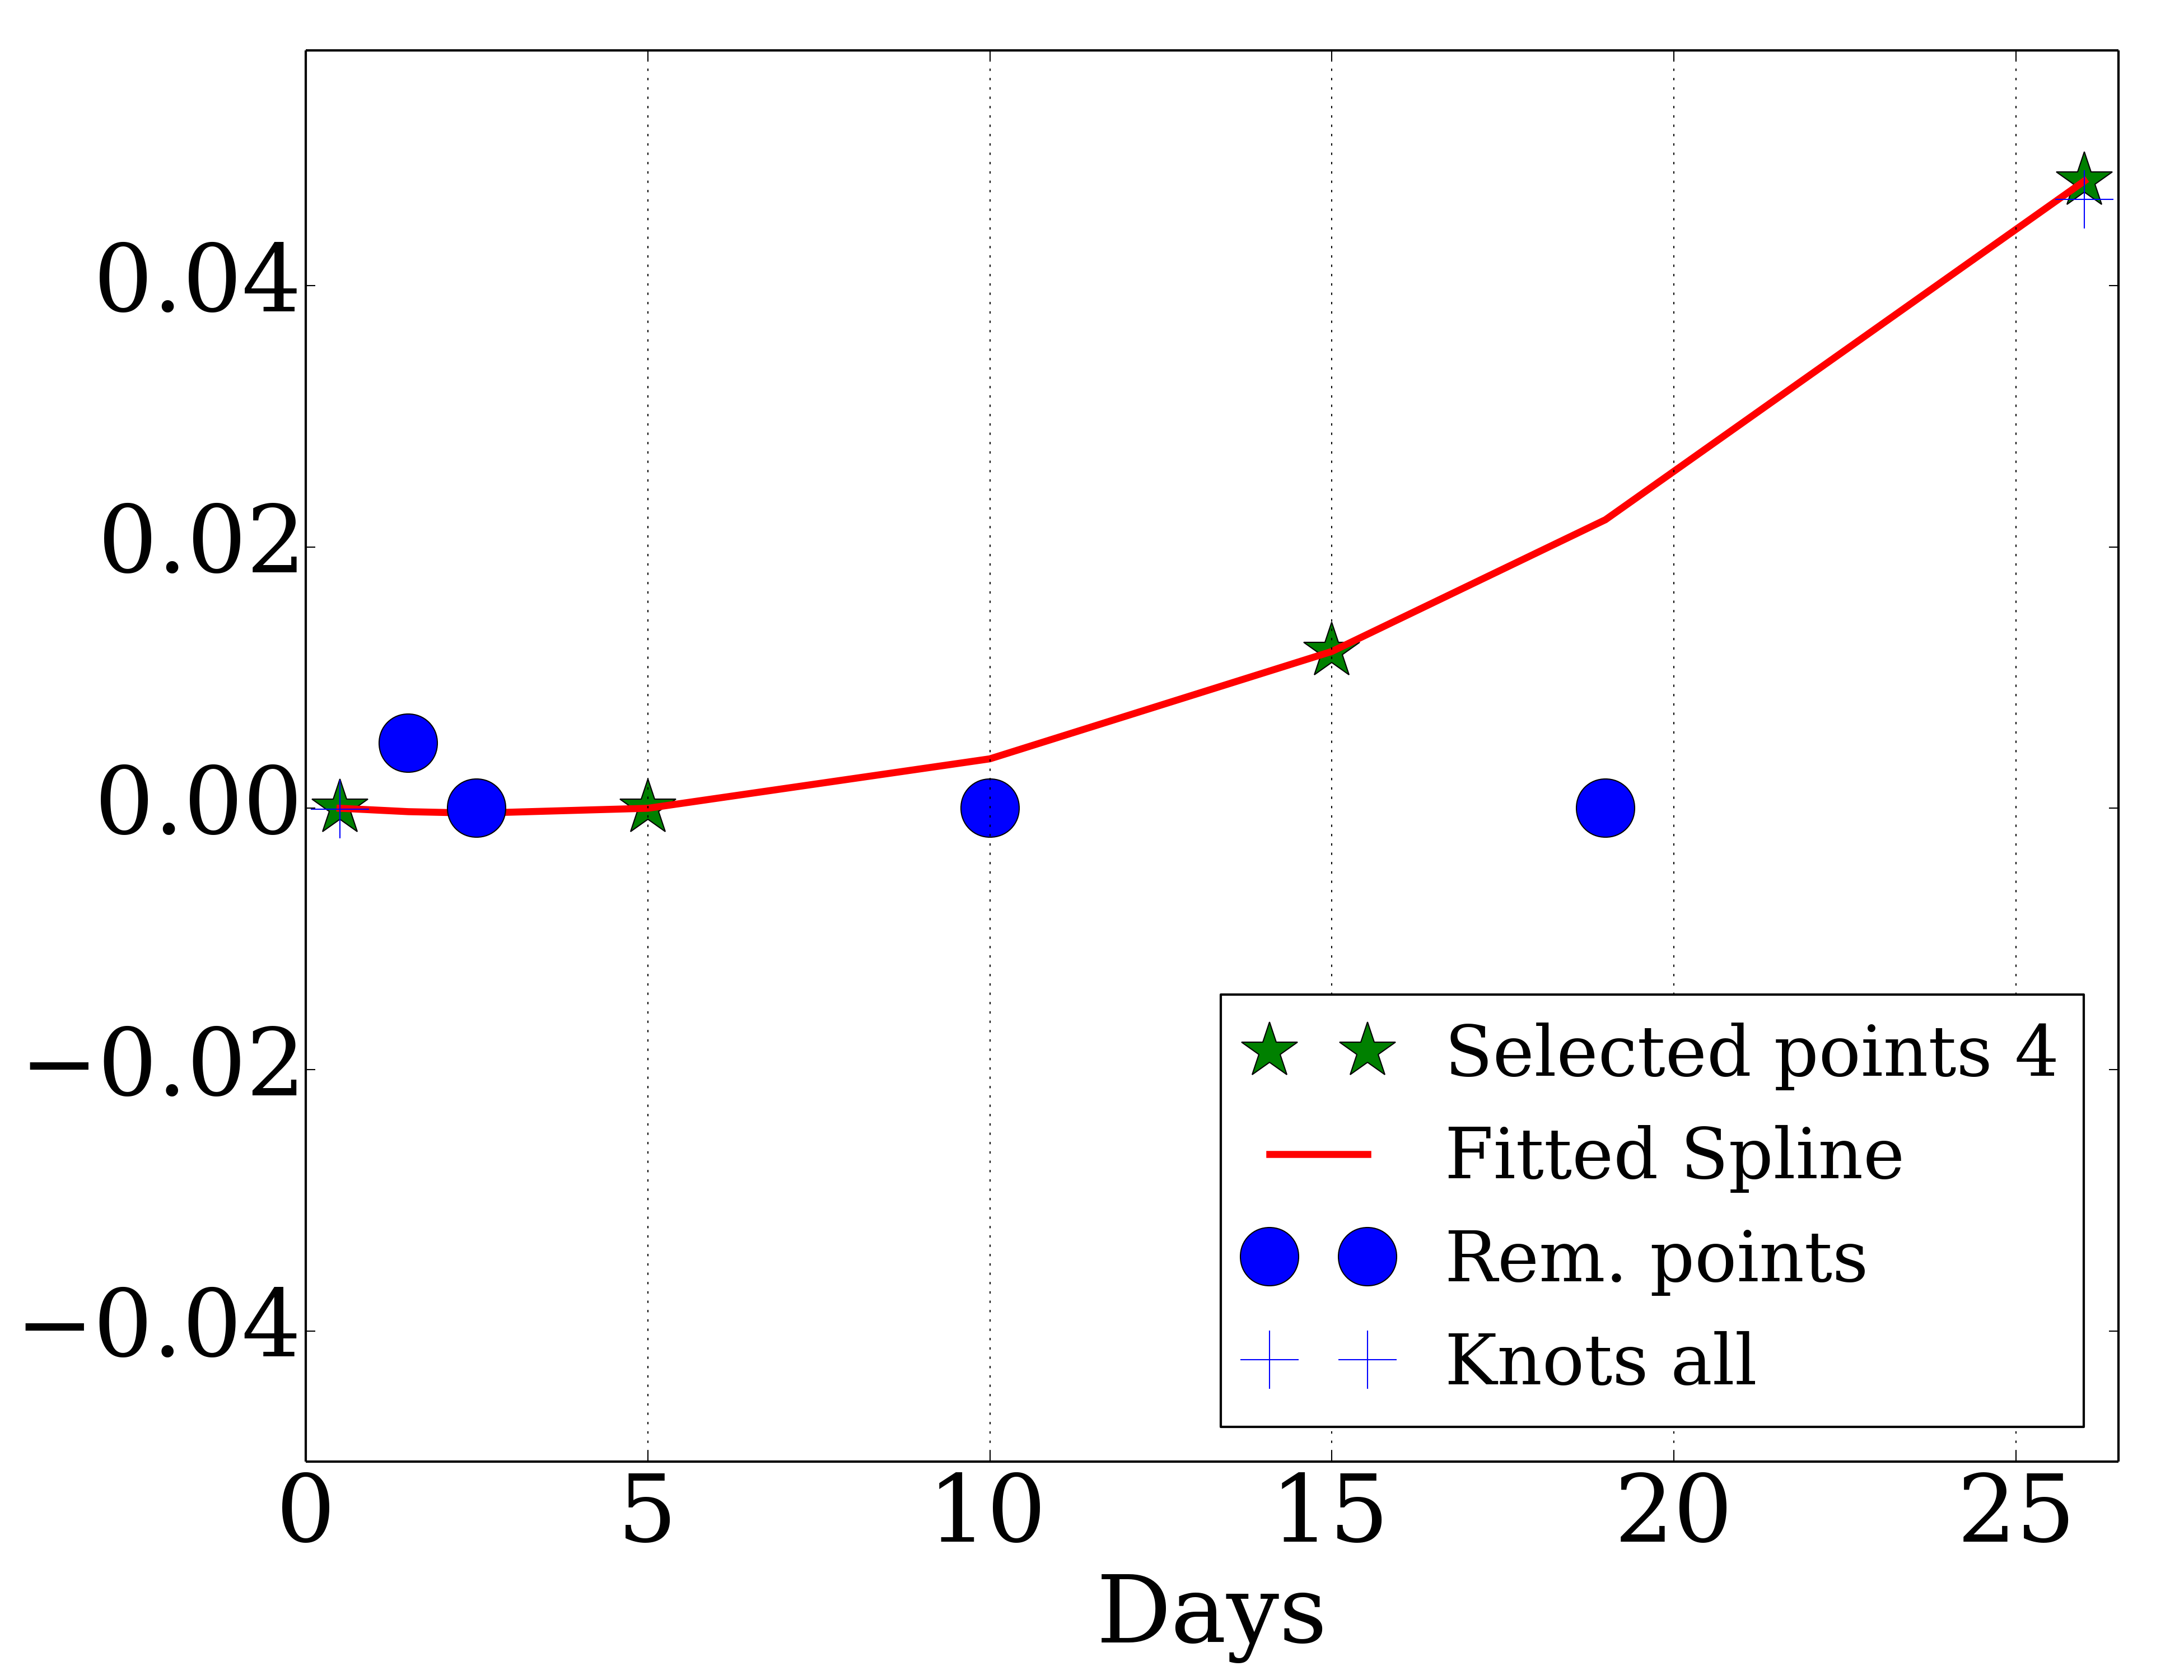 0.04
0.02
0.00
−0.02
−0.04
Selected points 4
Fitted Spline
Rem. points
Knots all
0 5 10 15 20 25
Days